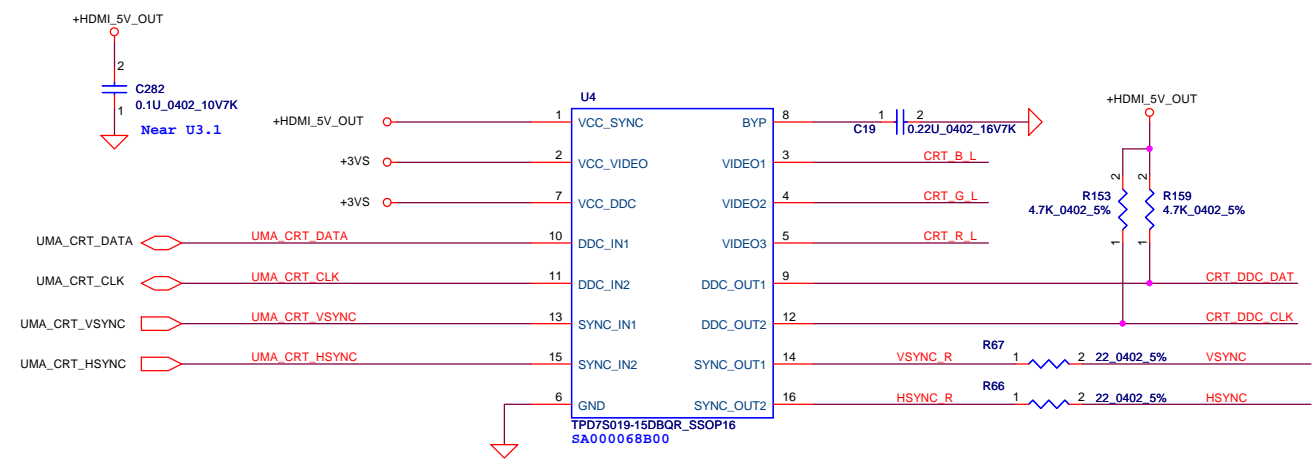 +HDMI_5V_OUT
2
C282
0.1U_0402_10V7K
1
Near U3.1
U4
+HDMI_5V_OUT
1
VCC_SYNC
BYP
8
C19
1
2
0.22U_0402_16V7K
+HDMI_5V_OUT
+3VS
2
VCC_VIDEO
VIDEO1
3
CRT_B_L
+3VS
7
VCC_DDC
VIDEO2
4
CRT_G_L
2
2
R153
4.7K_0402_5%
R159
4.7K_0402_5%
1
1
UMA_CRT_DATA
UMA_CRT_DATA
10
DDC_IN1
VIDEO3
5
CRT_R_L
UMA_CRT_CLK
UMA_CRT_CLK
11
DDC_IN2
DDC_OUT1
9
CRT_DDC_DAT
UMA_CRT_VSYNC
UMA_CRT_VSYNC
13
SYNC_IN1
DDC_OUT2
12
CRT_DDC_CLK
UMA_CRT_HSYNC
UMA_CRT_HSYNC
15
SYNC_IN2
SYNC_OUT1
14
VSYNC_R
R67
1
2
22_0402_5%
VSYNC
6
GND
SYNC_OUT2
16
HSYNC_R
R66
1
2
22_0402_5%
HSYNC
TPD7S019-15DBQR_SSOP16
SA000068B00